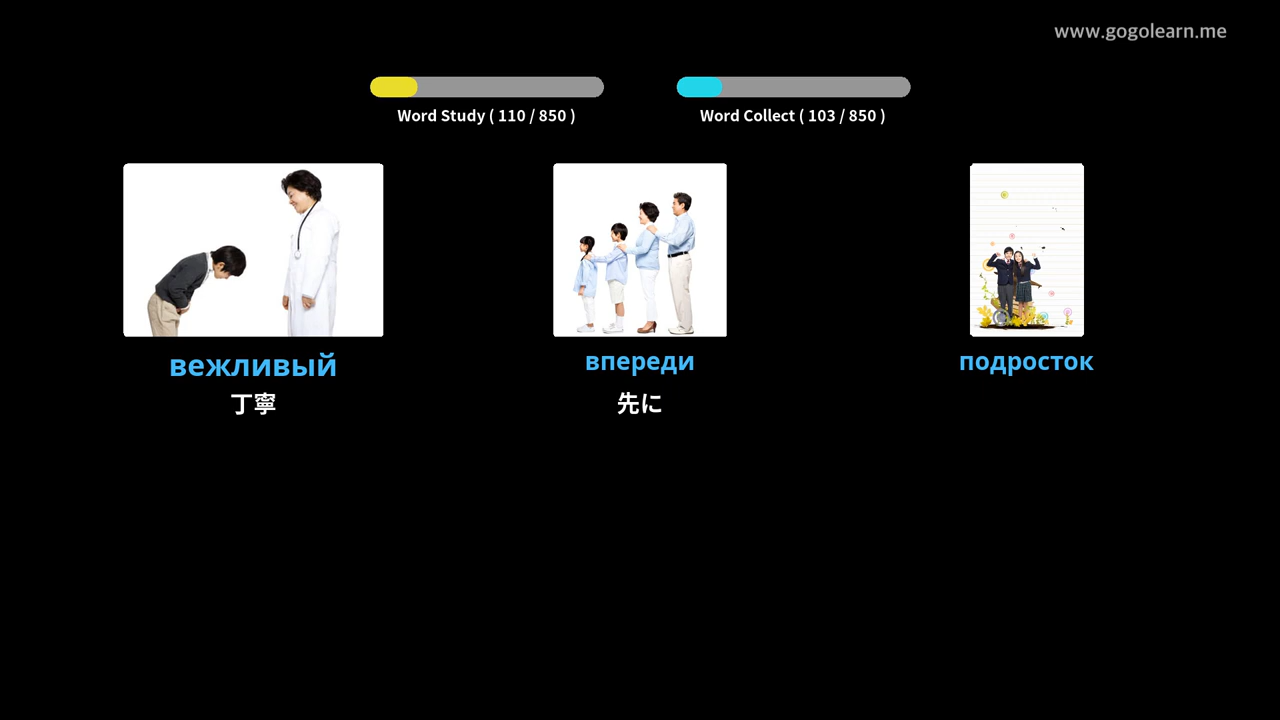 www.gogolearn.me
Word Study ( 110 / 850 )
Word Collect ( 103 / 850 )
вежливый
впереди
подросток
丁寧
先に